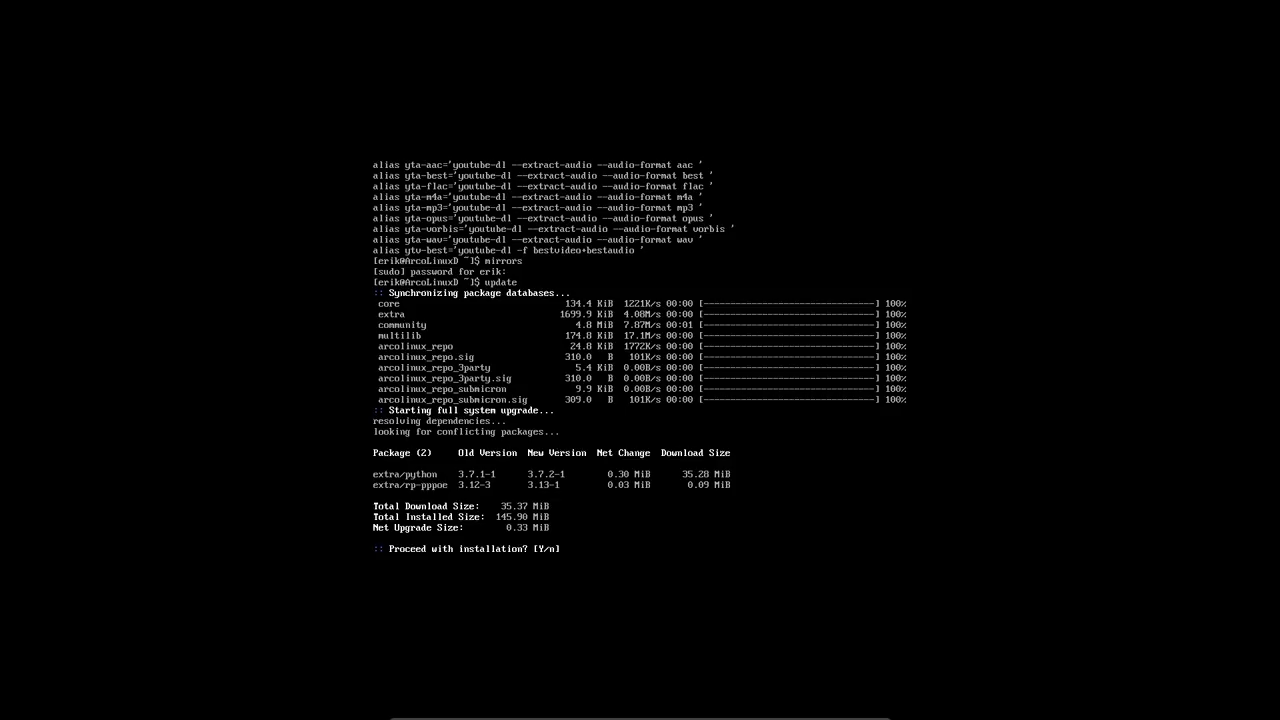 alias yta-aac='youtube-dl --extract-audio --audio-format aac '
alias yta-best='youtube-dl --extract-audio --audio-format best '
alias yta-flac='youtube-dl --extract-audio --audio-format flac '
alias yta-m4a='youtube-dl --extract-audio --audio-format m4a '
alias yta-mp3='youtube-dl --extract-audio --audio-format mp3 '
alias yta-opus='youtube-dl --extract-audio --audio-format opus '
alias yta-vorbis='youtube-dl --extract-audio --audio-format vorbis '
alias yta-wav='youtube-dl --extract-audio --audio-format wav '
alias ytv-best='youtube-dl -f bestvideo+bestaudio '
[erik@ArcoLinuxD ~]$ mirrors
[sudo] password for erik:
[erik@ArcoLinuxD ~]$ update
:: Synchronizing package databases...
core 134.4 KiB 1221K/s 00:00 [--------------------------------] 100%
extra 1699.9 KiB 4.08M/s 00:00 [--------------------------------] 100%
community 4.8 MiB 7.87M/s 00:01 [--------------------------------] 100%
multilib 174.8 KiB 17.1M/s 00:00 [--------------------------------] 100%
arcolinux_repo 24.8 KiB 1772K/s 00:00 [--------------------------------] 100%
arcolinux_repo.sig 310.0 B 101K/s 00:00 [--------------------------------] 100%
arcolinux_repo_3party 5.4 KiB 0.00B/s 00:00 [--------------------------------] 100%
arcolinux_repo_3party.sig 310.0 B 0.00B/s 00:00 [--------------------------------] 100%
arcolinux_repo_submicron 9.9 KiB 0.00B/s 00:00 [--------------------------------] 100%
arcolinux_repo_submicron.sig 309.0 B 101K/s 00:00 [--------------------------------] 100%
:: Starting full system upgrade...
resolving dependencies...
looking for conflicting packages...
Package (2) Old Version New Version Net Change Download Size
extra/python 3.7.1-1 3.7.2-1 0.30 MiB 35.28 MiB
extra/rp-pppoe 3.12-3 3.13-1 0.03 MiB 0.09 MiB
Total Download Size: 35.37 MiB
Total Installed Size: 145.90 MiB
Net Upgrade Size: 0.33 MiB
:: Proceed with installation? [Y/n]